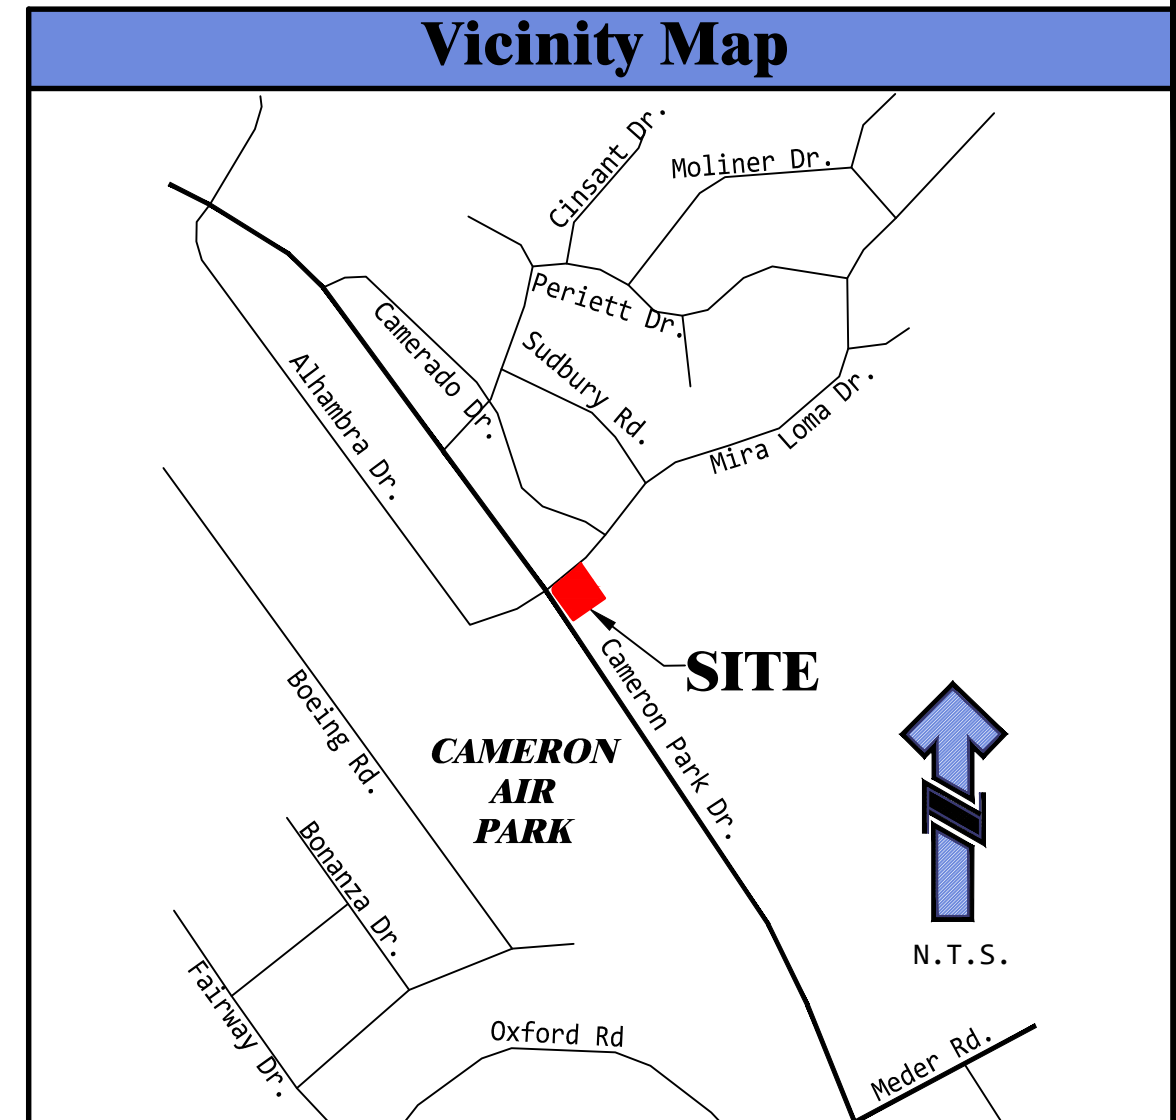 Vicinity Map
Cinsant Dr.
Moliner Dr.
Periett Dr.
Camerado Dr.
Sudbury Rd.
Alhambra Dr.
Mira Loma Dr.
SITE
Cameron Park Dr.
Boeing Rd.
CAMERON
AIR
PARK
Bonanza Dr.
N
N.T.S.
Fairway Dr.
Oxford Rd
Meder Rd.